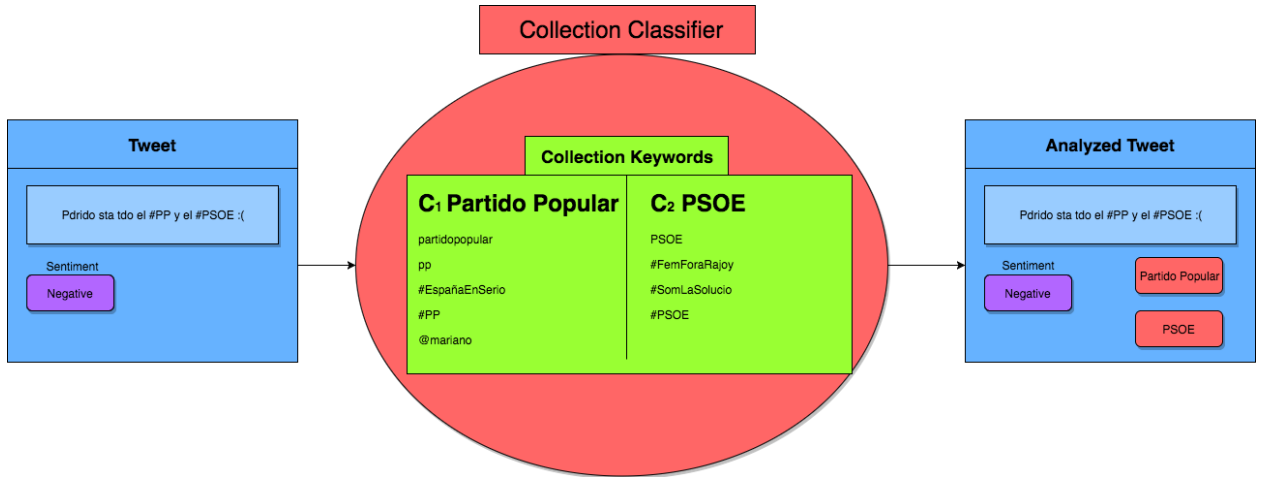 Collection Classifier
Tweet
Pdrido sta tdo el #PP y el #PSOE :(
Sentiment
Negative
Collection Keywords
C₁ Partido Popular
partidopopular
pp
#EspañaEnSerio
#PP
@mariano
C₂ PSOE
PSOE
#FemForaRajoy
#SomLaSolucio
#PSOE
Analyzed Tweet
Pdrido sta tdo el #PP y el #PSOE :(
Sentiment
Negative
Partido Popular
PSOE